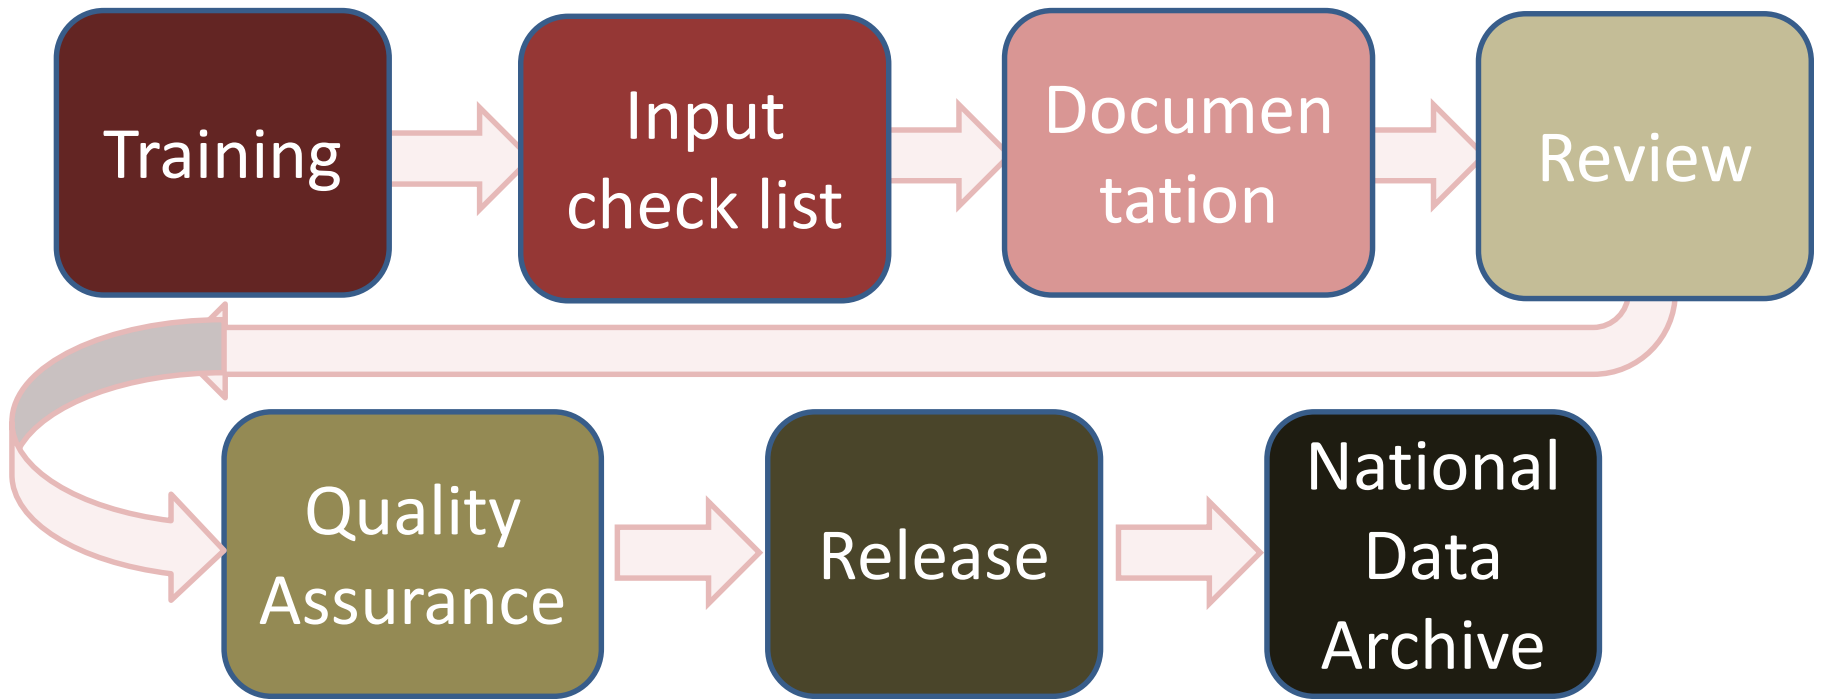 Training
Input
check list
Documen
tation
Review
Quality
Assurance
Release
National
Data
Archive